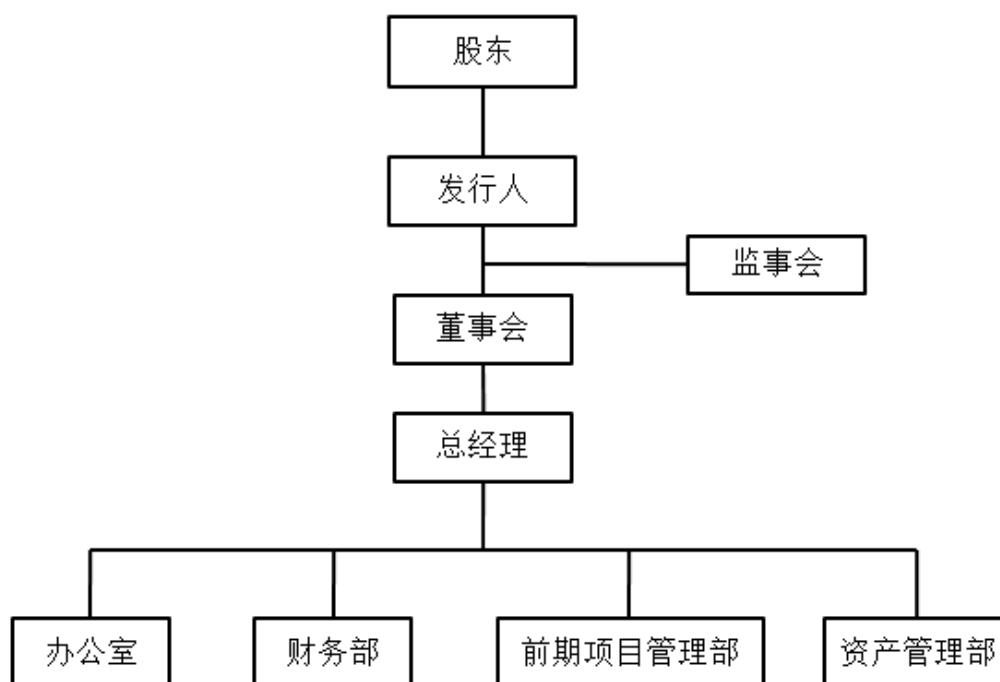 股东
发行人
监事会
董事会
总经理
办公室
财务部
前期项目管理部
资产管理部